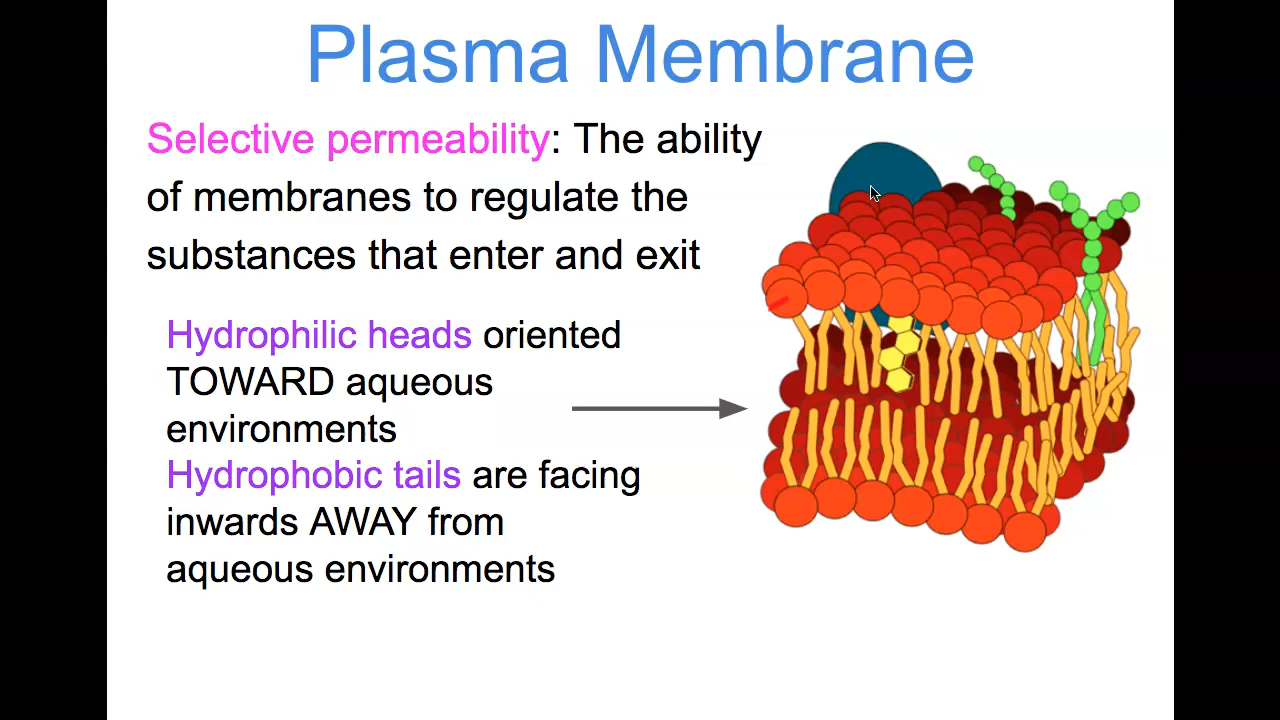 Plasma Membrane
Selective permeability: The ability
of membranes to regulate the
substances that enter and exit
Hydrophilic heads oriented
TOWARD aqueous
environments
Hydrophobic tails are facing
inwards AWAY from
aqueous environments